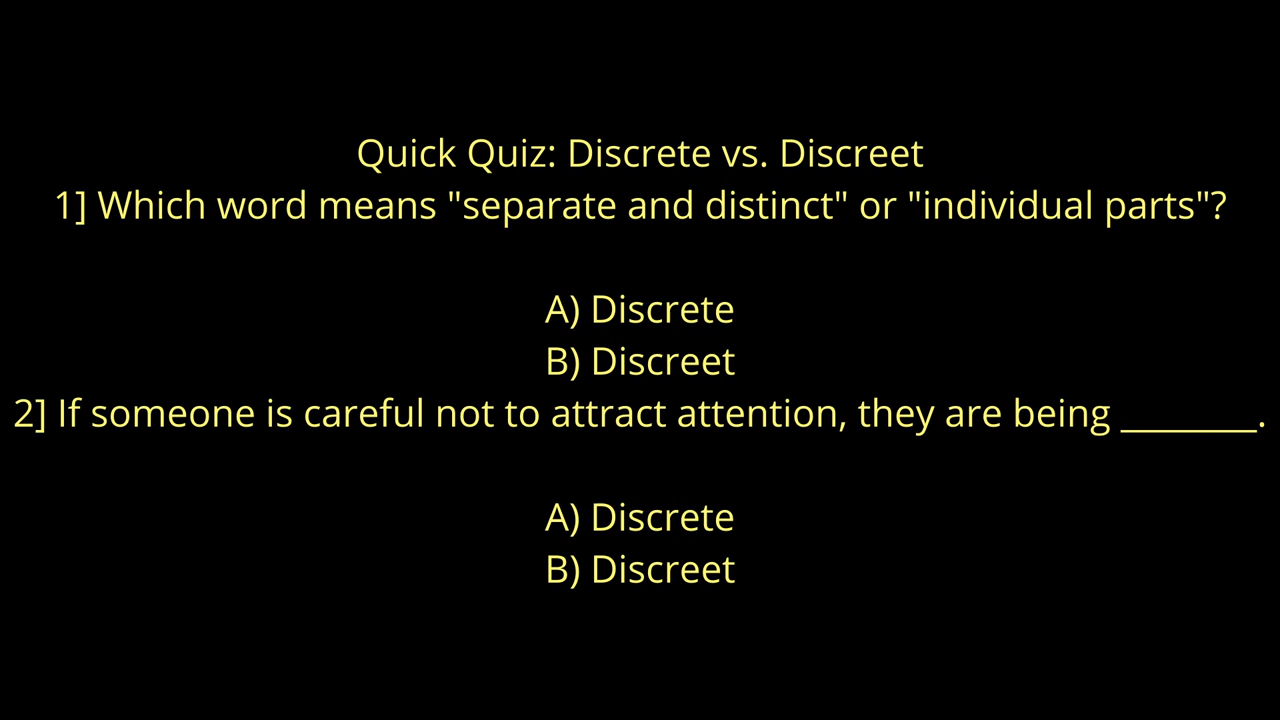 Quick Quiz: Discrete vs. Discreet
1] Which word means "separate and distinct" or "individual parts"?
A) Discrete
B) Discreet
2] If someone is careful not to attract attention, they are being ________.
A) Discrete
B) Discreet